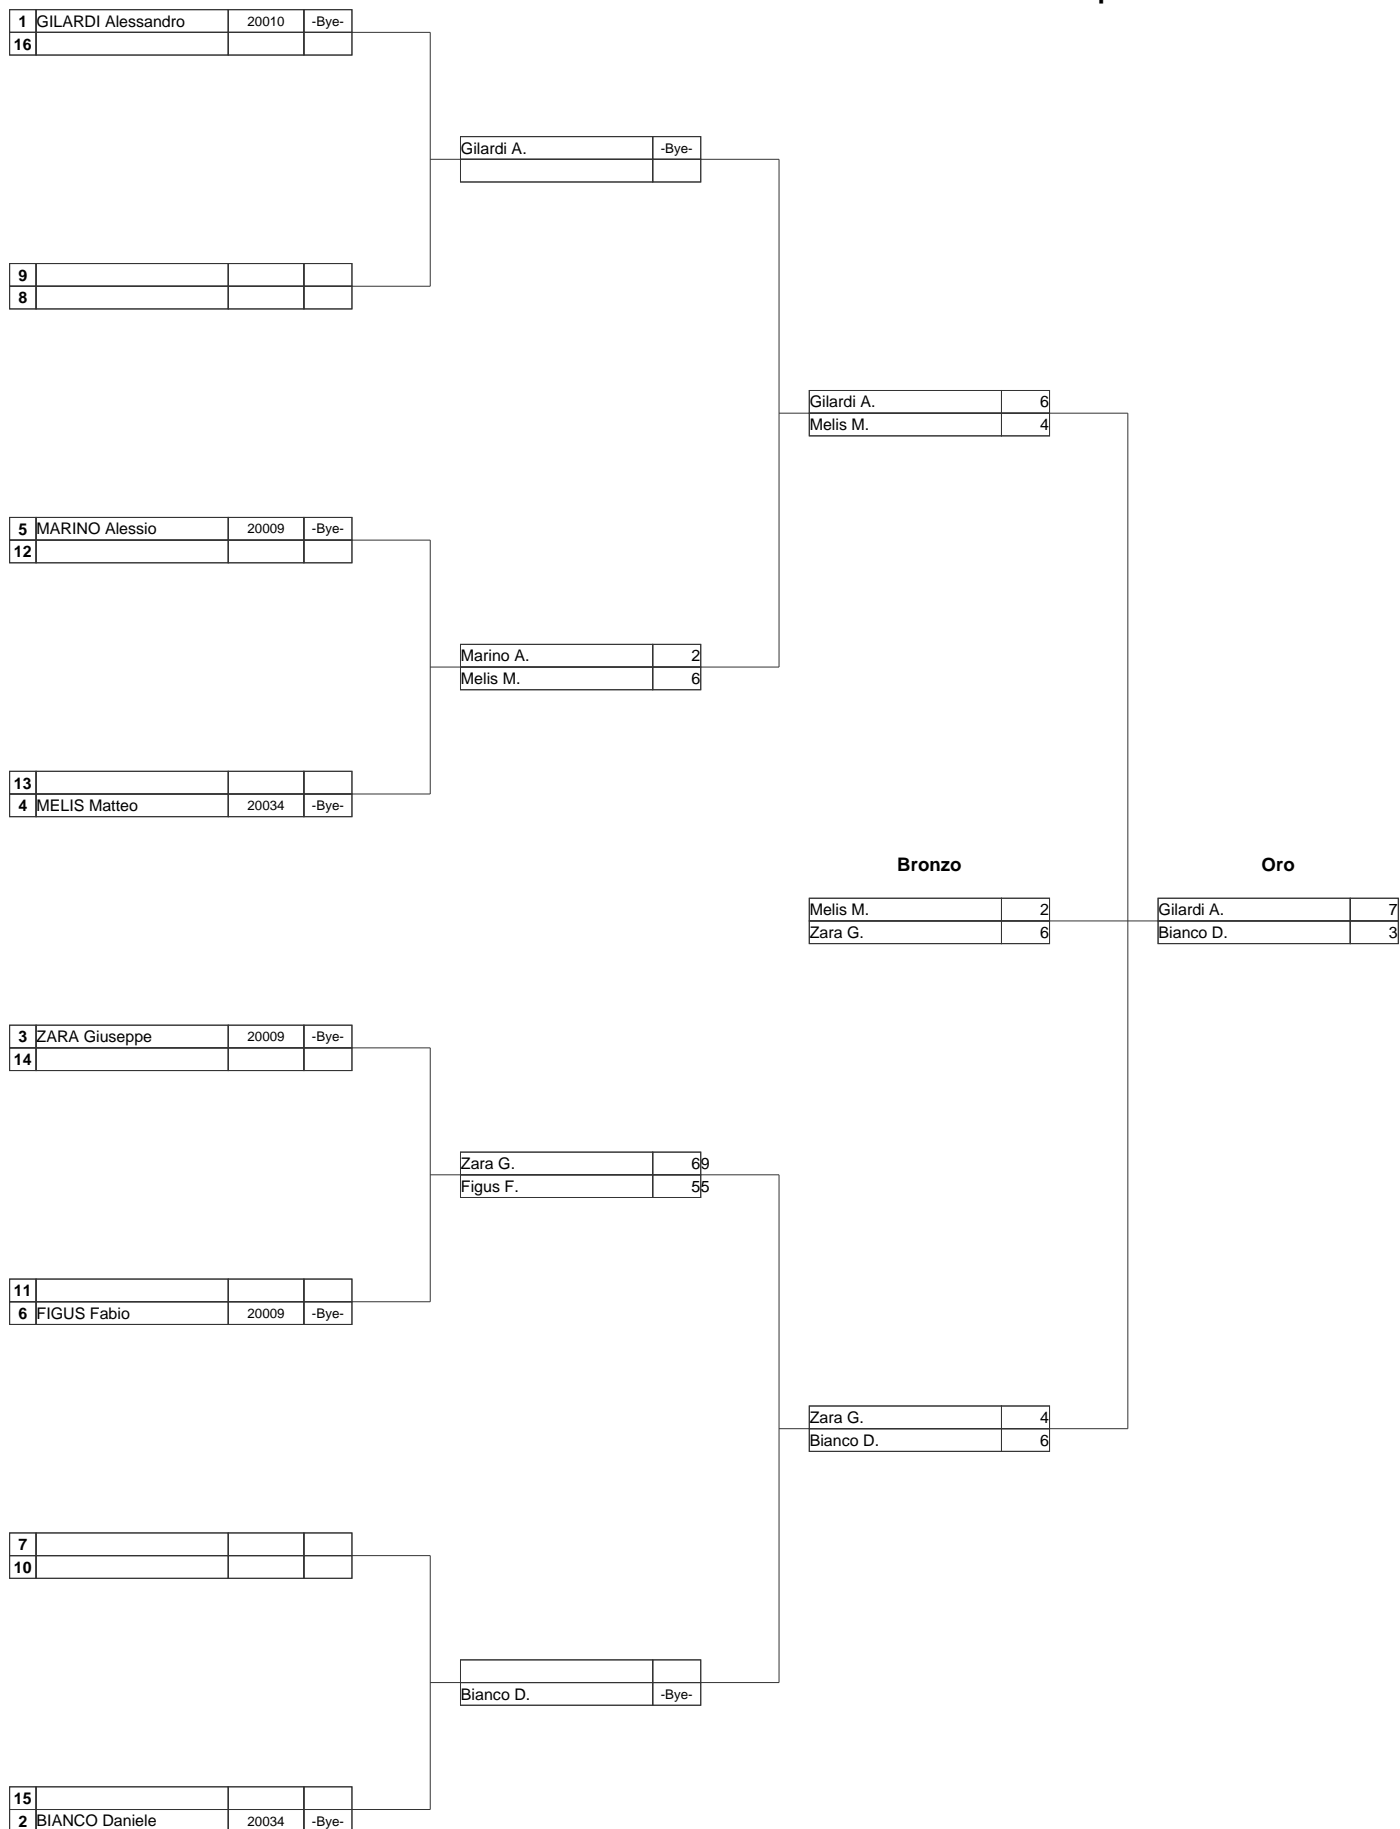 1 GILARDI Alessandro 20010 -Bye-
16
Gilardi A. -Bye-
9
8
Gilardi A. 6
Melis M. 4
5 MARINO Alessio 20009 -Bye-
12
Marino A. 2
Melis M. 6
13
4 MELIS Matteo 20034 -Bye-
Bronzo Oro
Melis M. 2 Gilardi A. 7
Zara G. 6 Bianco D. 3
3 ZARA Giuseppe 20009 -Bye-
14
Zara G. 69
Figus F. 55
11
6 FIGUS Fabio 20009 -Bye-
Zara G. 4
Bianco D. 6
7
10
Bianco D. -Bye-
15
2 BIANCO Daniele 20034 -Bye-